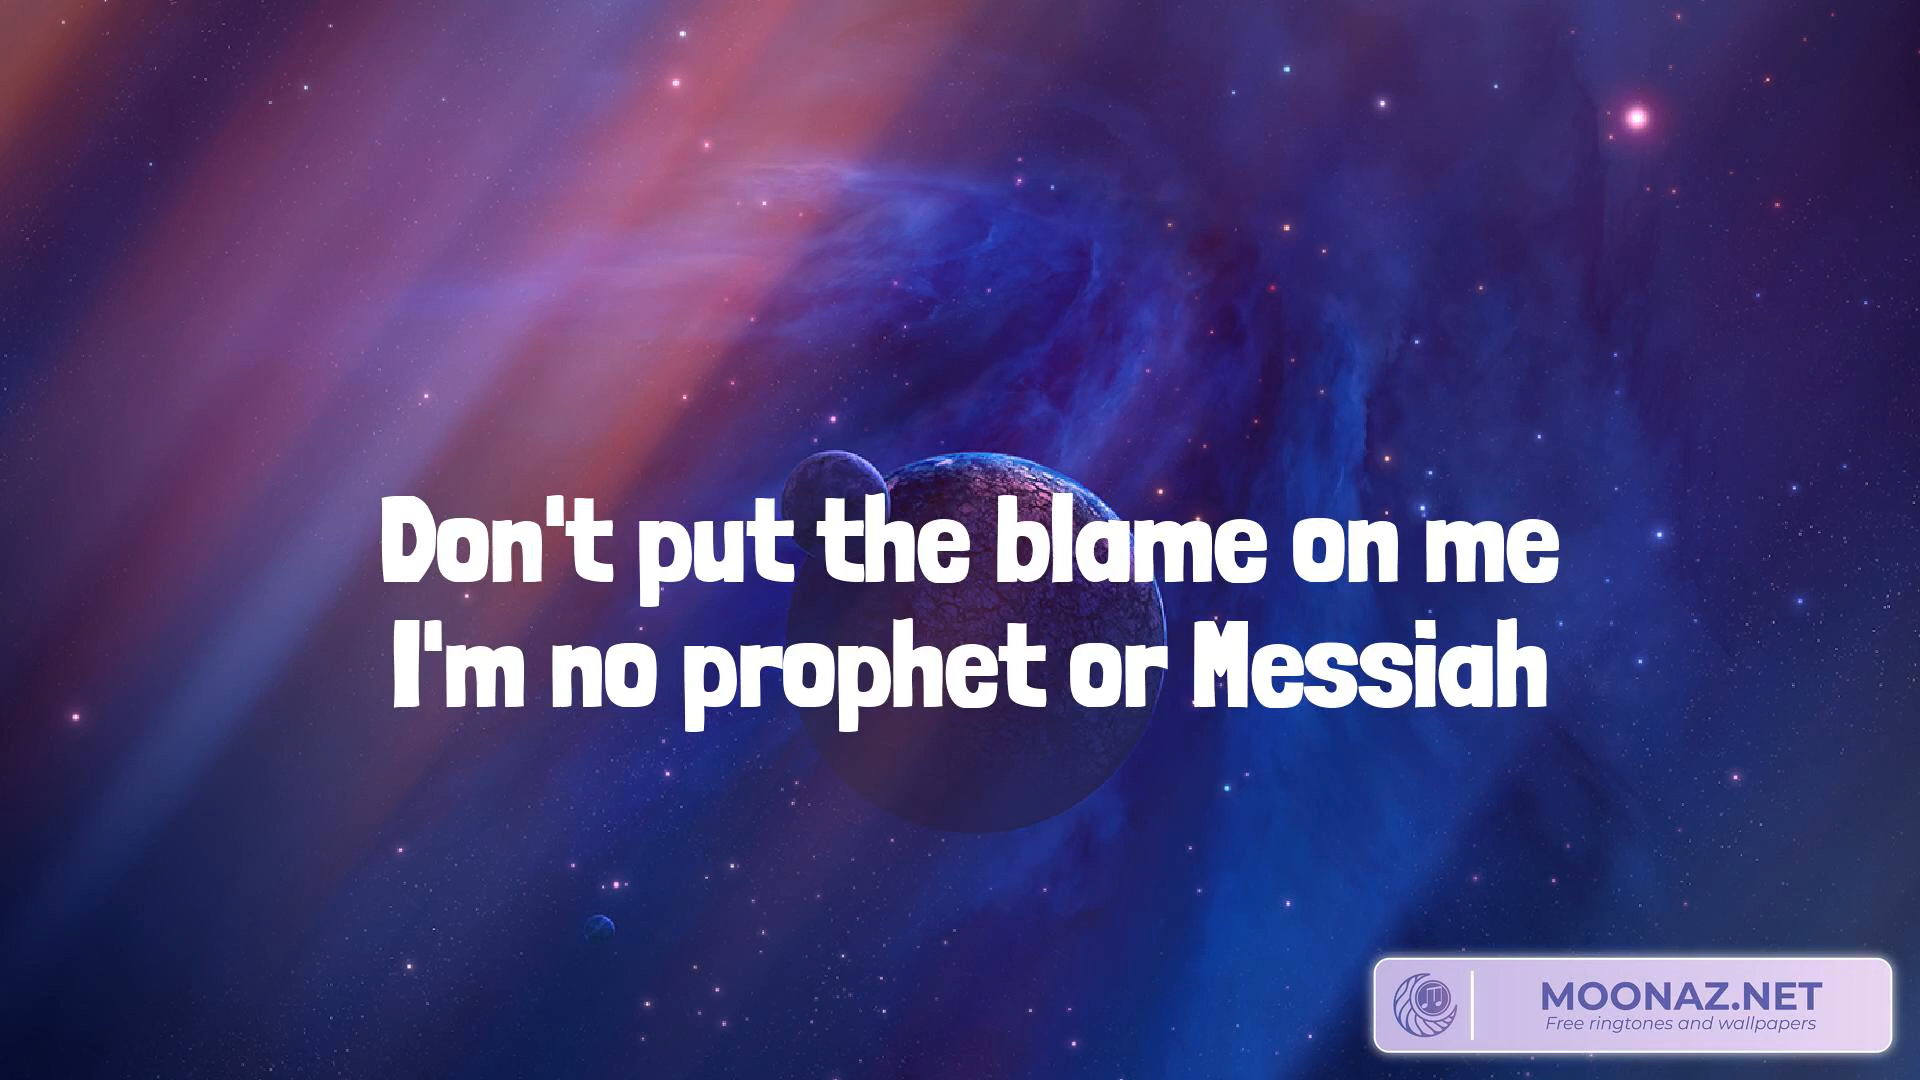 Don't put the blame on me
I'm no prophet or Messiah
MOONAZ.NET
Free ringtones and wallpapers